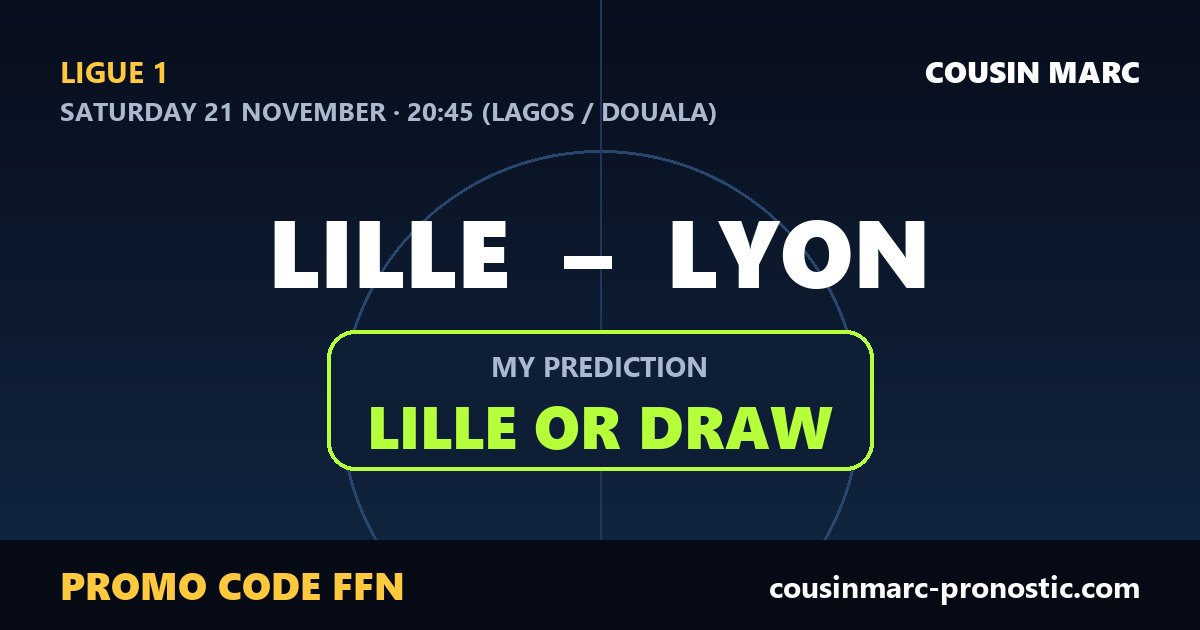 LIGUE 1
COUSIN MARC
SATURDAY 21 NOVEMBER · 20:45 (LAGOS / DOUALA)
LILLE – LYON
MY PREDICTION
LILLE OR DRAW
PROMO CODE FFN
cousinmarc-pronostic.com